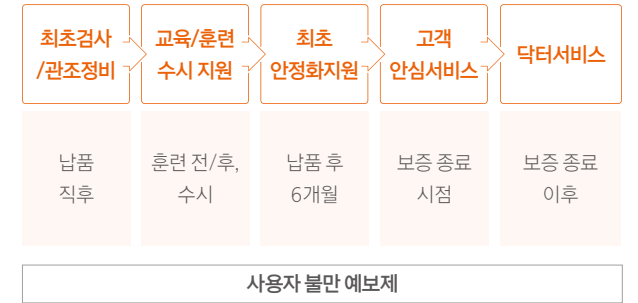 최초검사
/관조정비
교육/훈련
수시 지원
최초
안정화지원
고객
안심서비스
닥터서비스
납품
직후
훈련 전/후,
수시
납품 후
6개월
보증 종료
시점
보증 종료
이후
사용자 불만 예보제